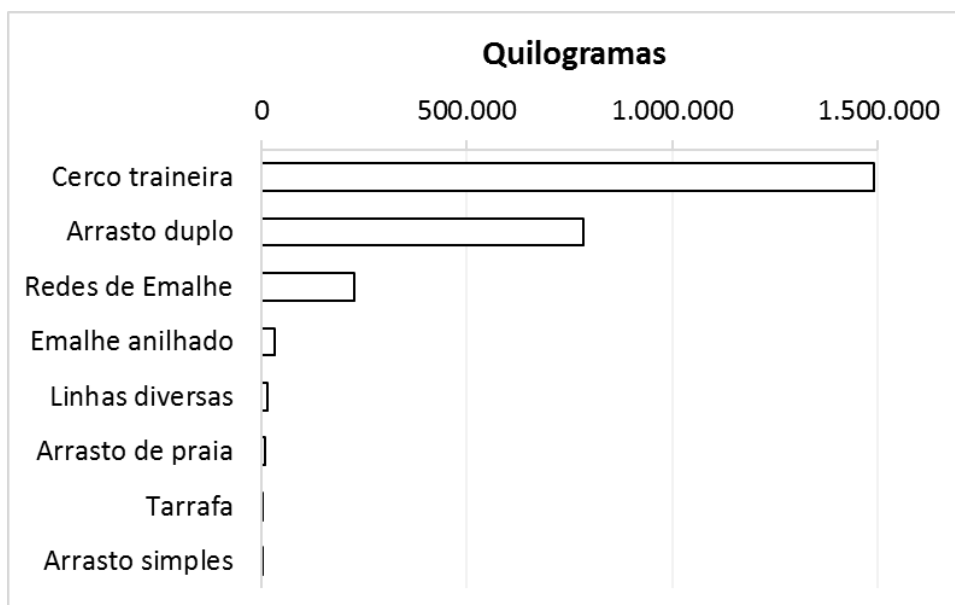 Quilogramas
0 500.000 1.000.000 1.500.000
Cerco traineira
Arrasto duplo
Redes de Emalhe
Emalhe anilhado
Linhas diversas
Arrasto de praia
Tarrafa
Arrasto simples